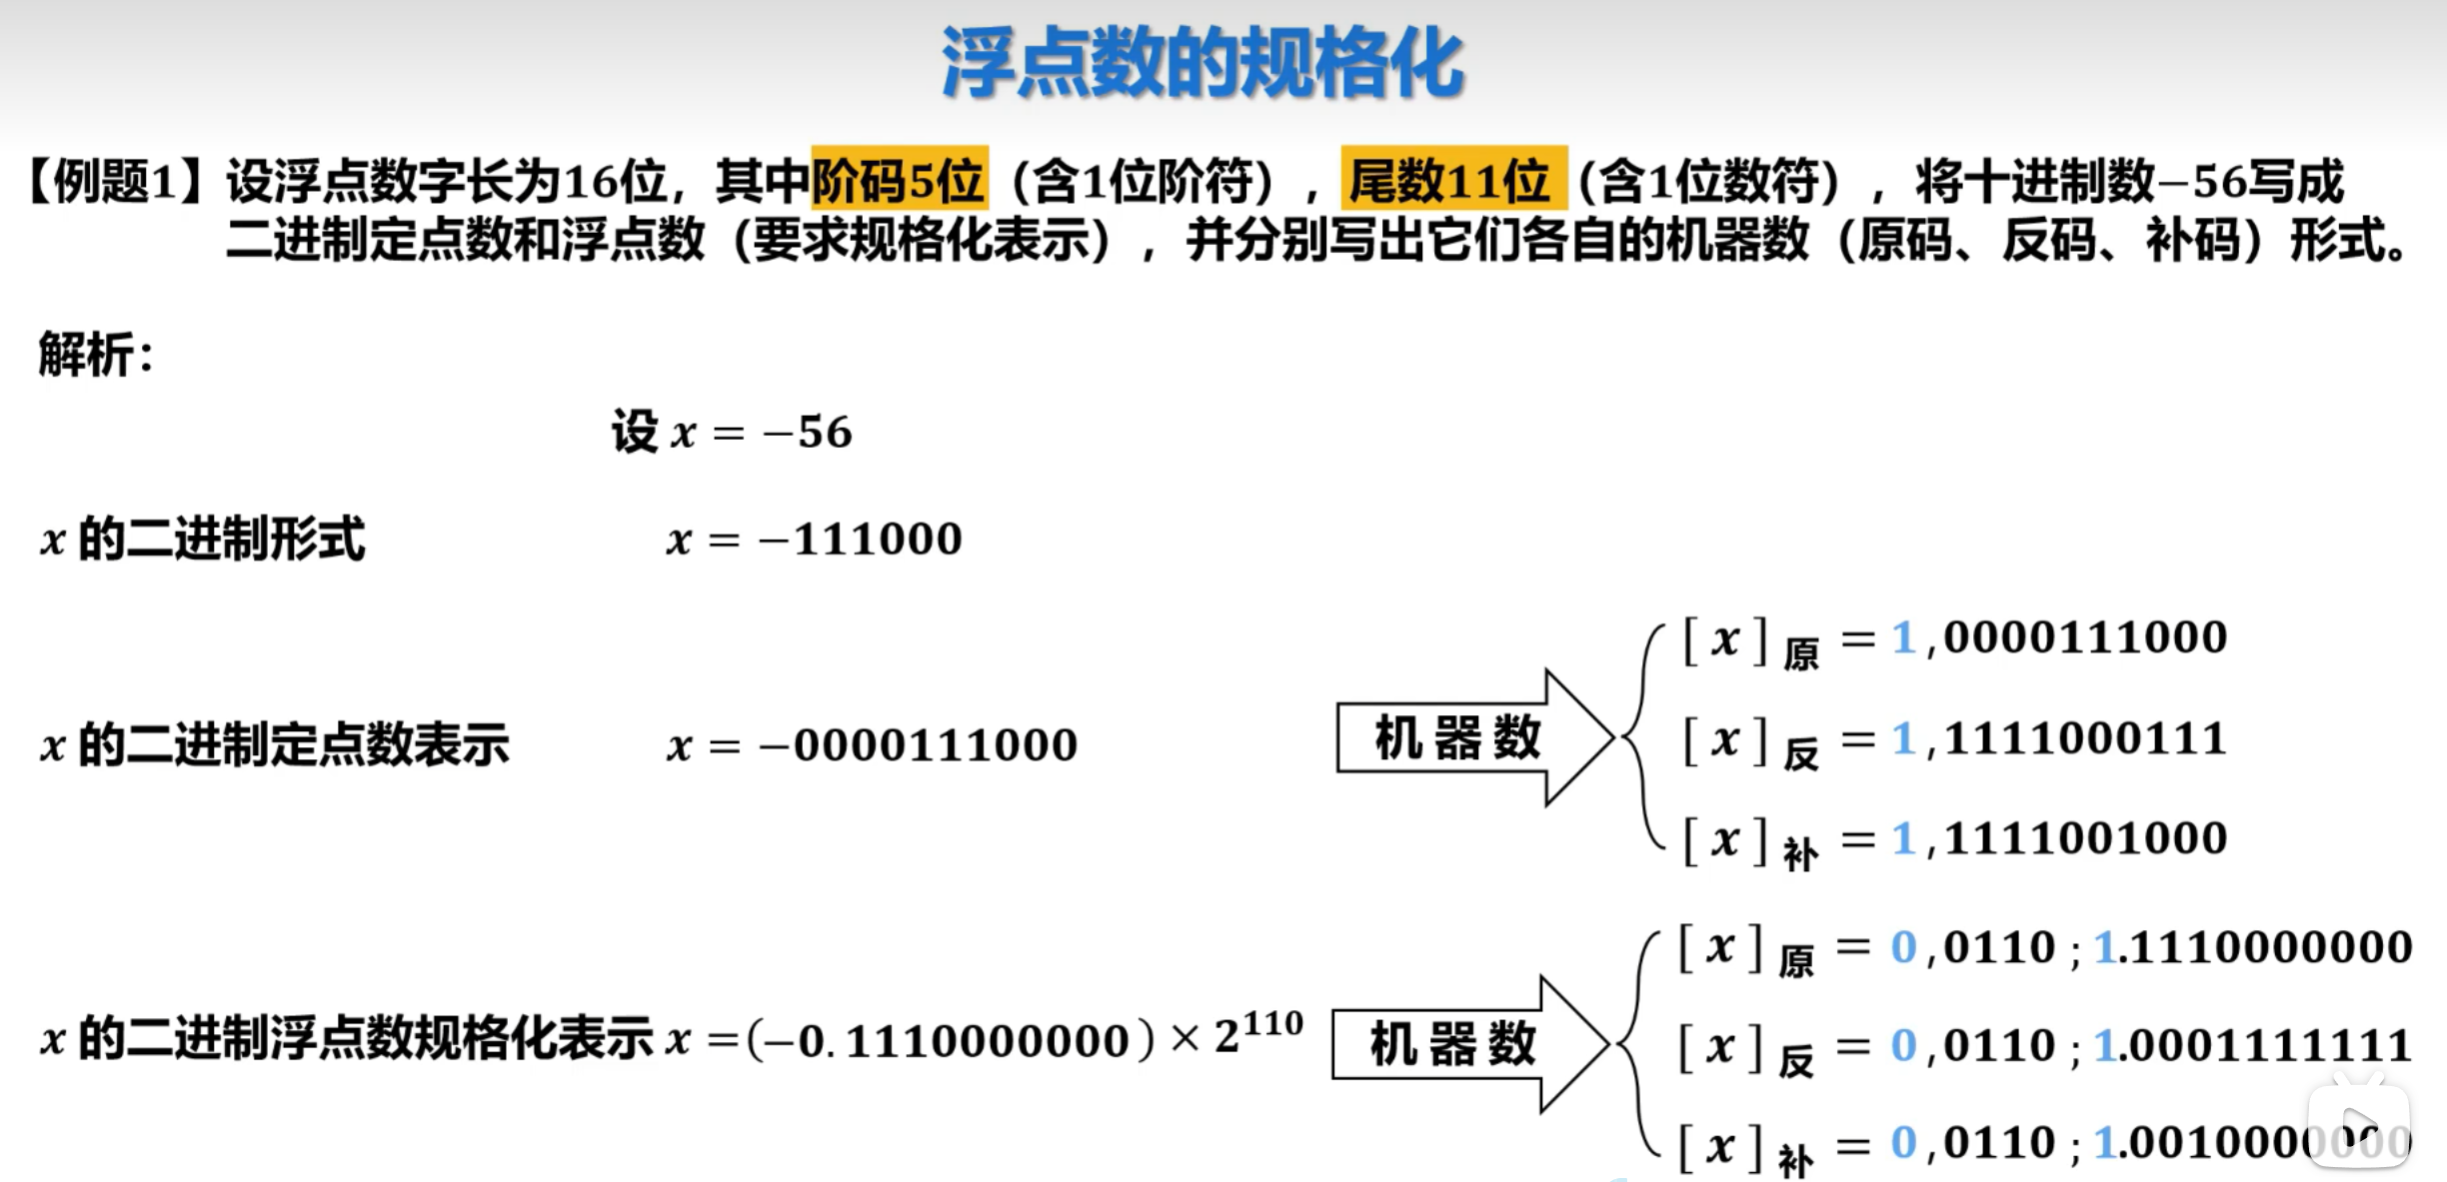 浮点数的规格化
【例题1】设浮点数字长为16位，其中阶码5位（含1位阶符），尾数11位（含1位数符），将十进制数−56写成
二进制定点数和浮点数（要求规格化表示），并分别写出它们各自的机器数（原码、反码、补码）形式。
解析：
设 x = −56
x 的二进制形式 x = −111000
x 的二进制定点数表示 x = −0000111000
机器数
[x]原 = 1,0000111000
[x]反 = 1,1111000111
[x]补 = 1,1111001000
x 的二进制浮点数规格化表示 x =(−0.1110000000) × 2^110
机器数
[x]原 = 0,0110 ;1.1110000000
[x]反 = 0,0110 ;1.0001111111
[x]补 = 0,0110 ;1.0010000000